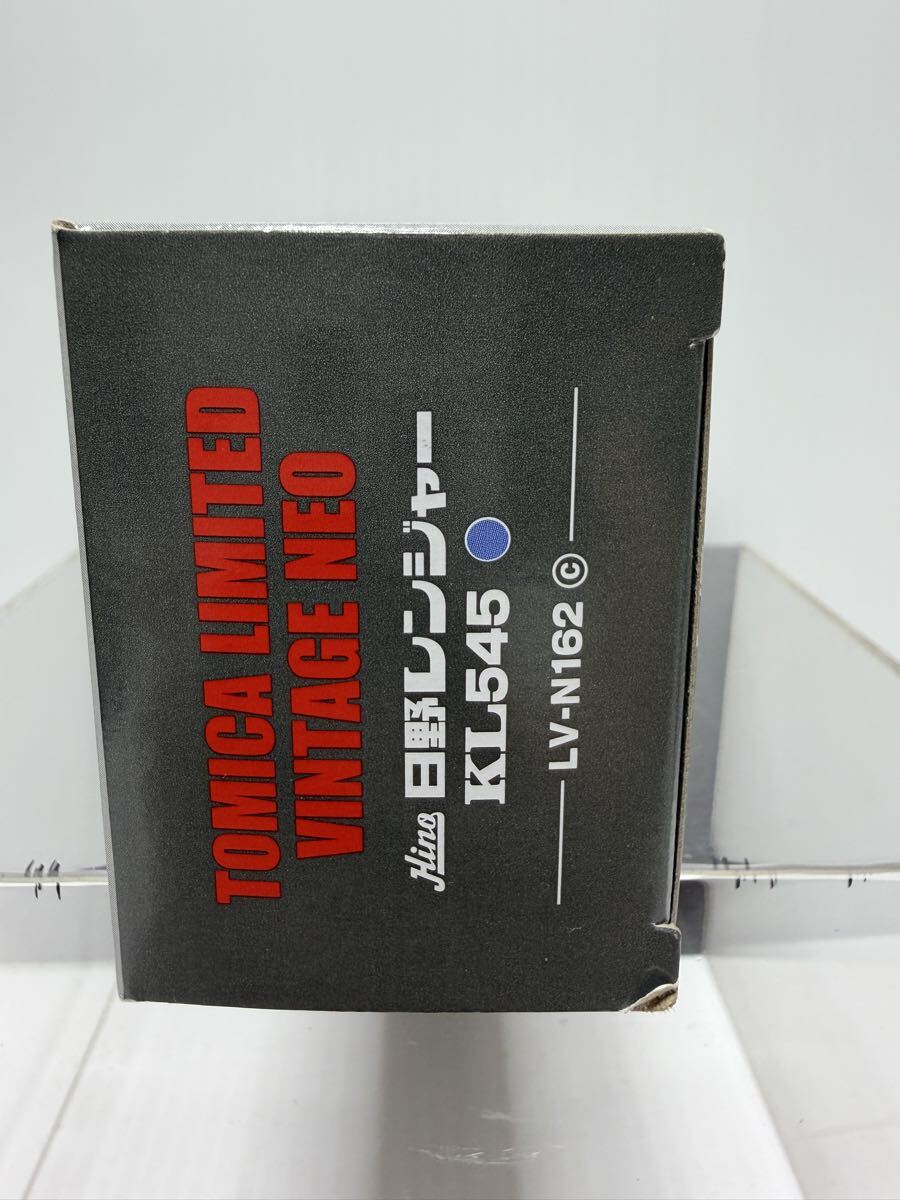 TOMICA LIMITED
VINTAGE NEO
Hino 日野レンジャー
KL545
LV-N162 ⓒ